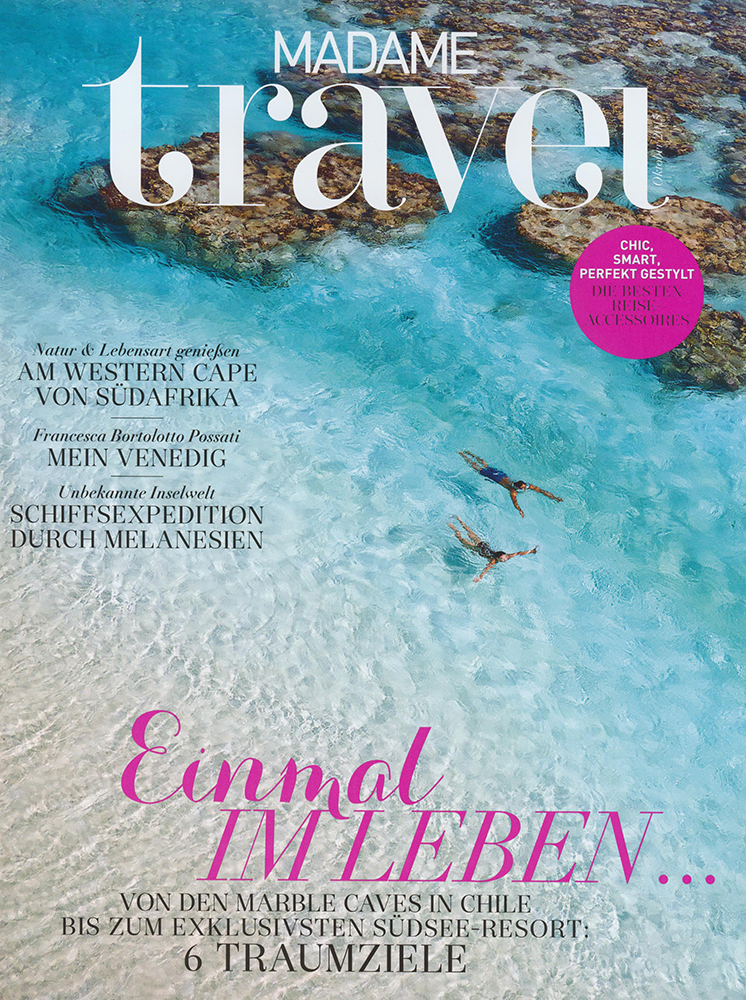 MADAME
travel
CHIC,
SMART,
PERFEKT GESTYLT
DIE BESTEN
REISE
ACCESSOIRES
Natur & Lebensart genießen
AM WESTERN CAPE
VON SÜDAFRIKA
Francesca Bortolotto Possati
MEIN VENEDIG
Unbekannte Inselwelt
SCHIFFSEXPEDITION
DURCH MELANESIEN
Einmal
IM LEBEN...
VON DEN MARBLE CAVES IN CHILE
BIS ZUM EXKLUSIVSTEN SÜDSEE-RESORT:
6 TRAUMZIELE